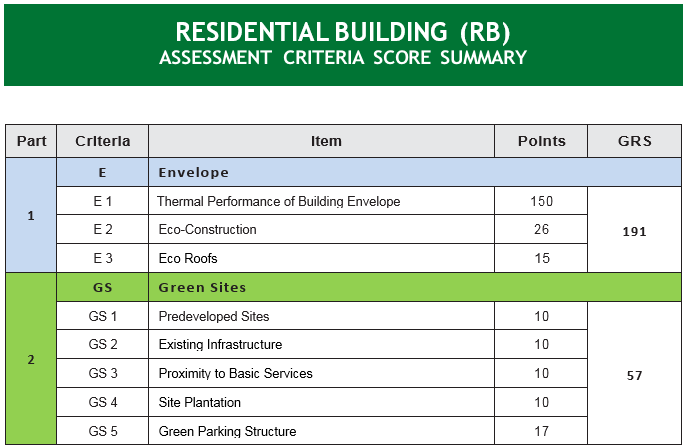 RESIDENTIAL BUILDING (RB)
ASSESSMENT CRITERIA SCORE SUMMARY
Part Criteria Item Points GRS
E Envelope
E 1 Thermal Performance of Building Envelope 150
1 E 2 Eco-Construction 26 191
E 3 Eco Roofs 15
GS Green Sites
GS 1 Predeveloped Sites 10
GS 2 Existing Infrastructure 10
2 GS 3 Proximity to Basic Services 10 57
GS 4 Site Plantation 10
GS 5 Green Parking Structure 17